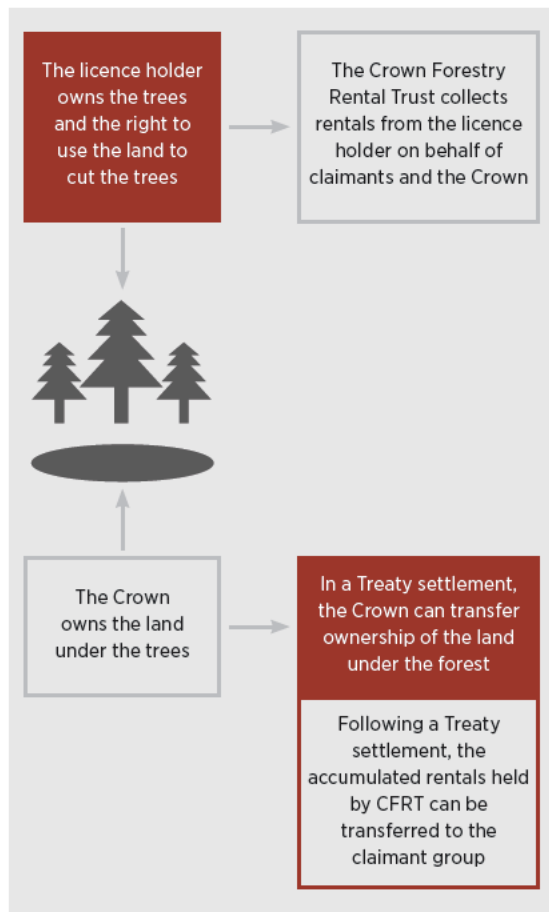 The licence holder
owns the trees
and the right to
use the land to
cut the trees
The Crown Forestry
Rental Trust collects
rentals from the licence
holder on behalf of
claimants and the Crown
The Crown
owns the land
under the trees
In a Treaty settlement,
the Crown can transfer
ownership of the land
under the forest
Following a Treaty
settlement, the
accumulated rentals held
by CFRT can be
transferred to the
claimant group